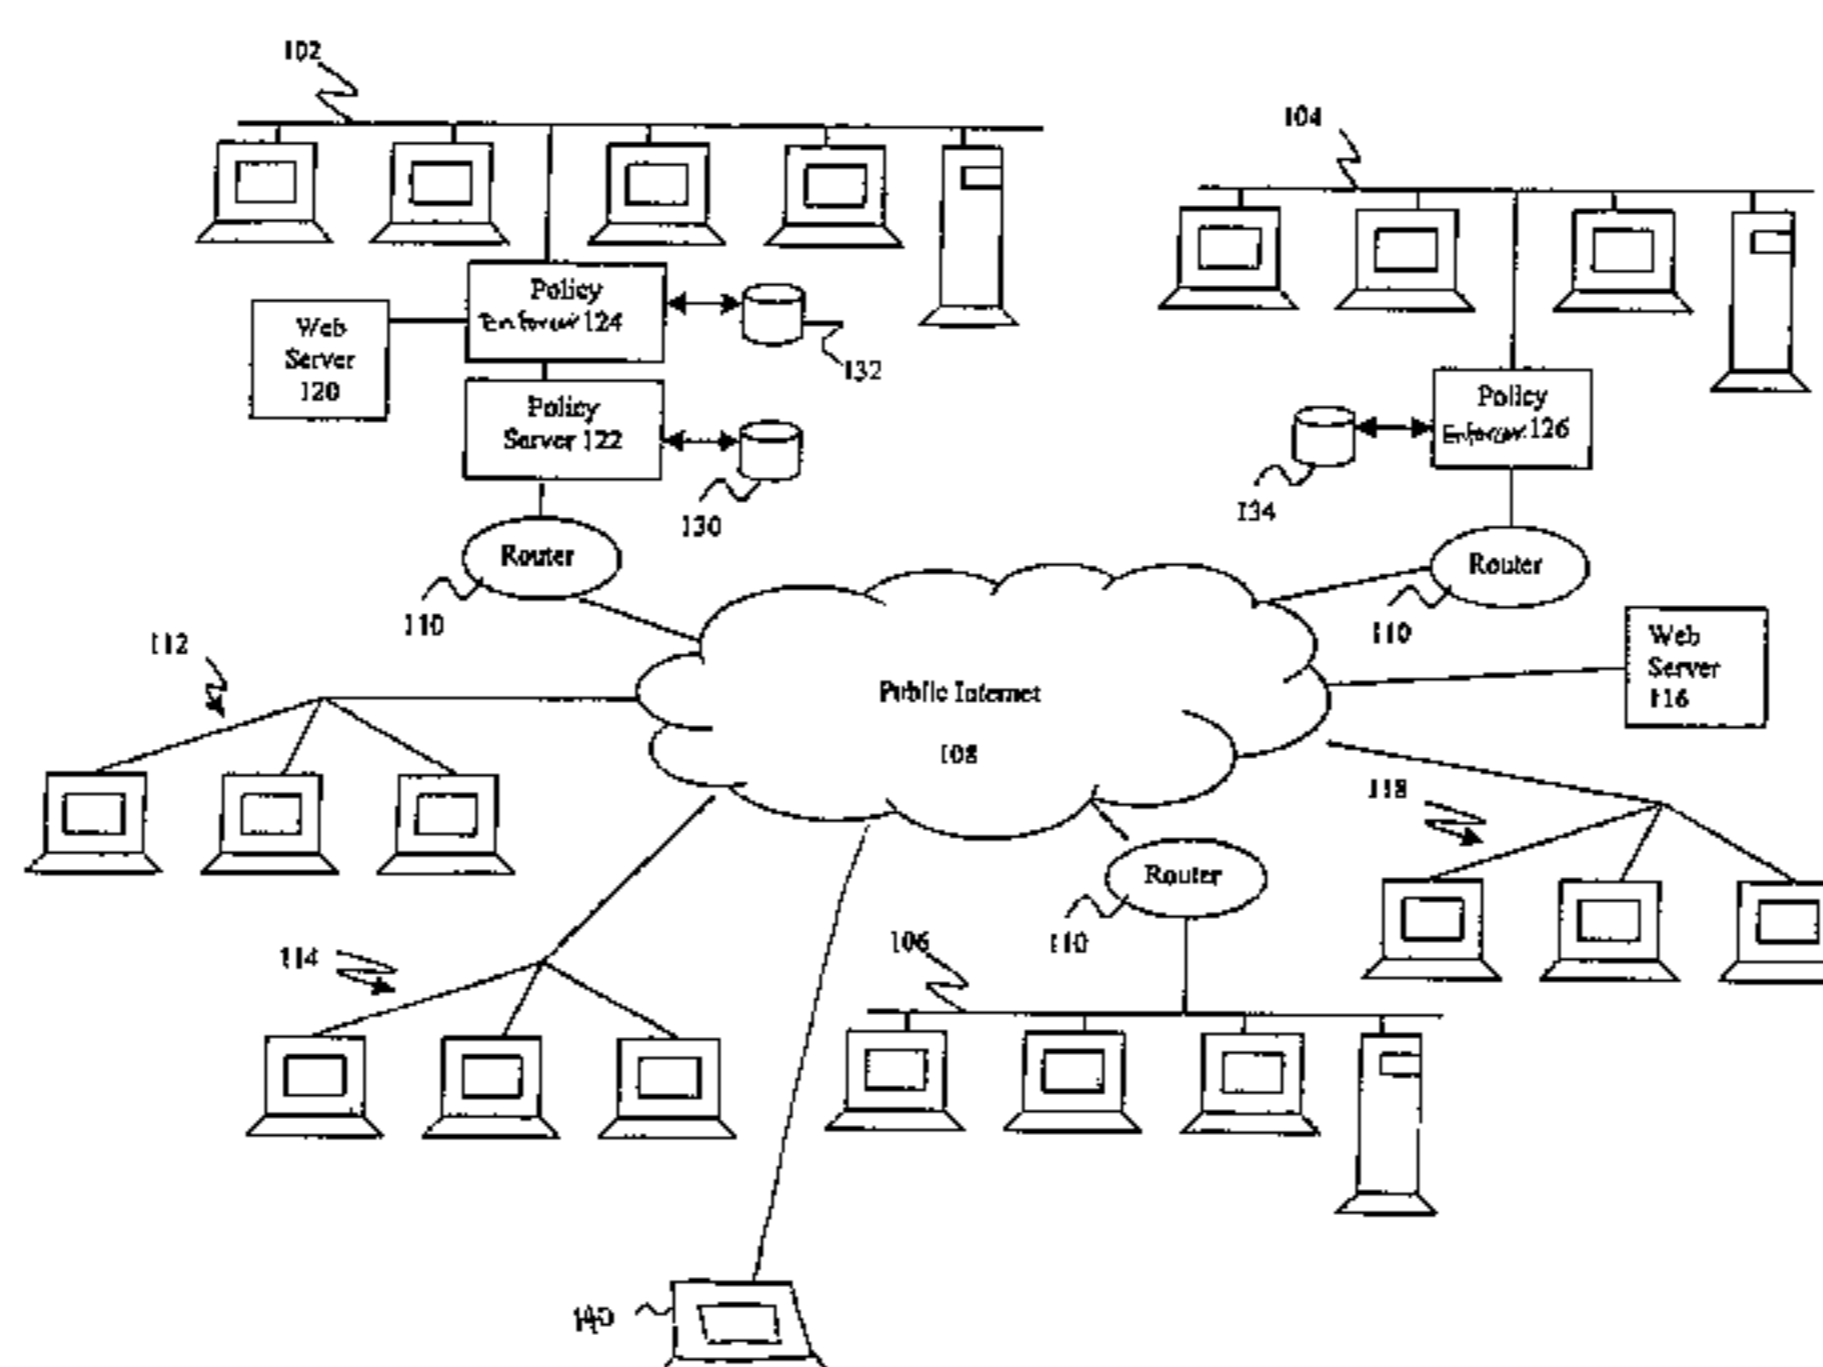 102
104
Policy
Enforcer 124
Web
Server
120
132
Policy
Server 122
Policy
Enforcer 126
130
134
Router
Router
110
110
112
Web
Server
116
Public Internet
108
118
Router
106
110
114